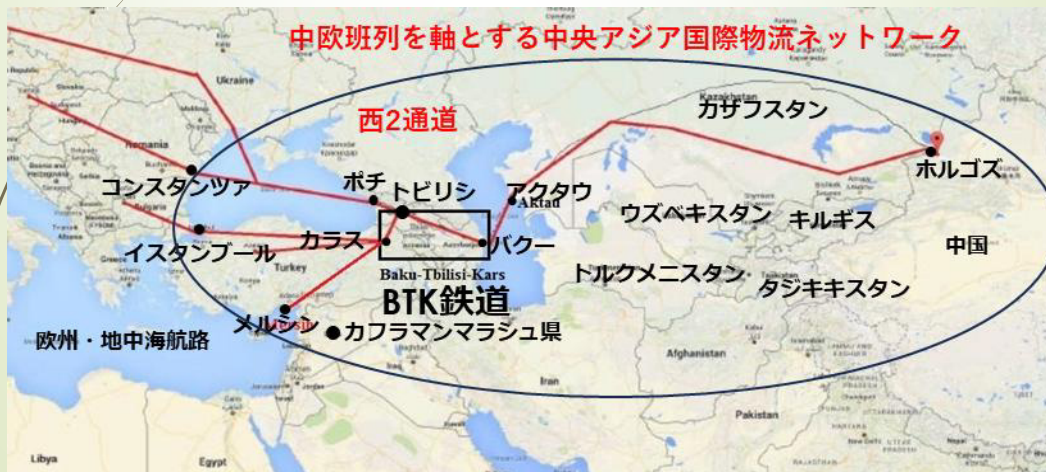 中欧班列を軸とする中央アジア国際物流ネットワーク
Ukraine
Kazakhstan
カザフスタン
西2通道
Romania
ホルゴズ
コンスタンツァ
ポチ
トビリシ
アクタウ
Aktau
ウズベキスタン
キルギス
中国
イスタンブール
カラス
バクー
Turkey
Baku-Tbilisi-Kars
トルクメニスタン
タジキキスタン
BTK鉄道
メルシン
カフラマンマラシュ県
欧州・地中海航路
Afghanistan
Iraq
Iran
Pakistan
Libya
Egypt